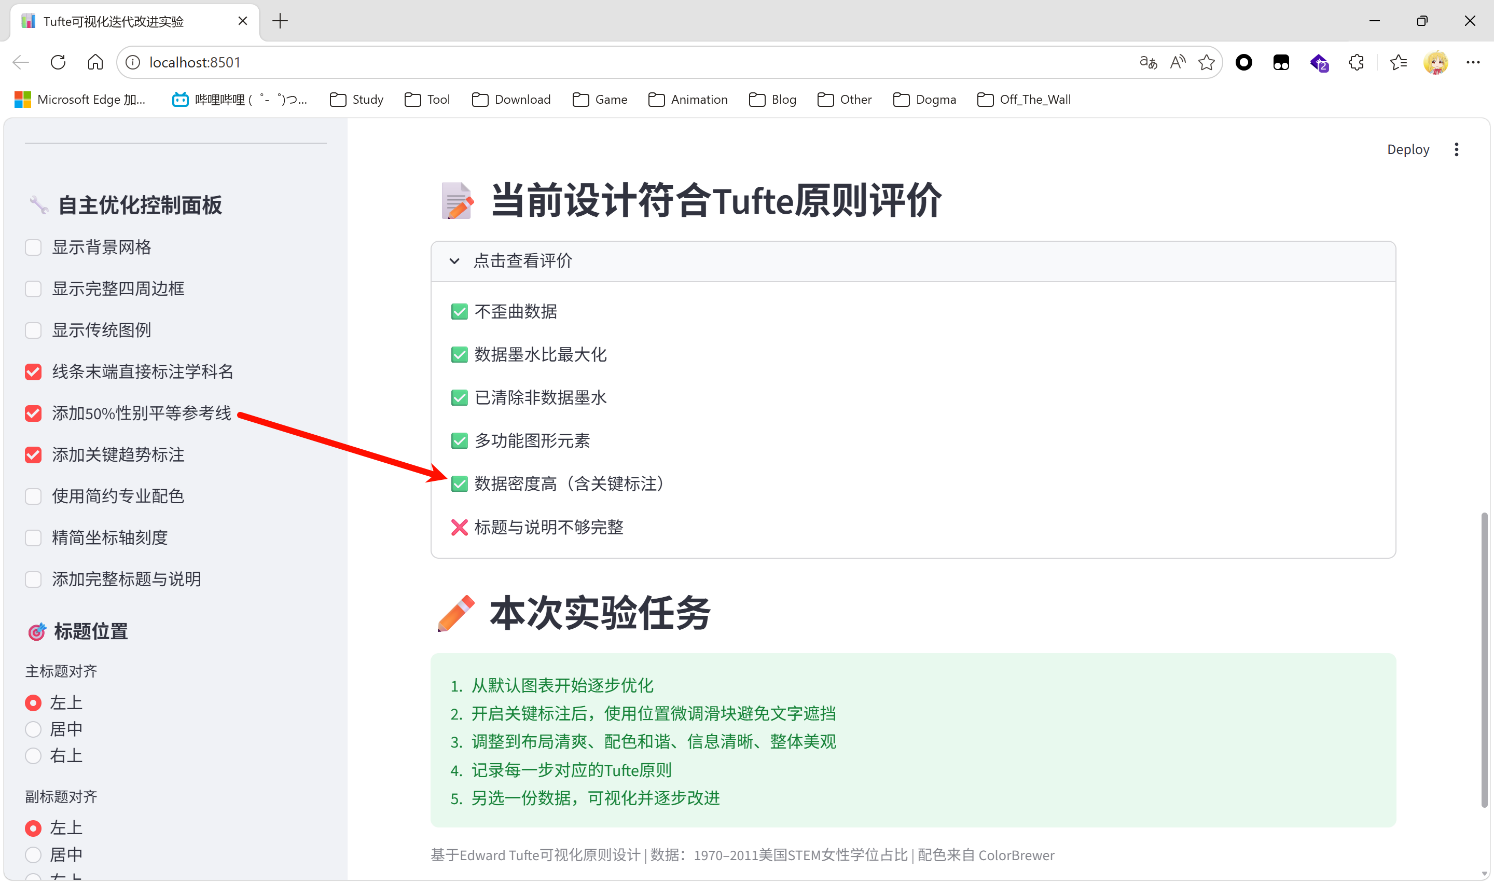 Tufte可视化迭代改进实验
localhost:8501
Microsoft Edge 加...
哔哩哔哩 (゜-゜)つ...
Study
Tool
Download
Game
Animation
Blog
Other
Dogma
Off_The_Wall
Deploy
自主优化控制面板
显示背景网格
显示完整四周边框
显示传统图例
线条末端直接标注学科名
添加50%性别平等参考线
添加关键趋势标注
使用简约专业配色
精简坐标轴刻度
添加完整标题与说明
标题位置
主标题对齐
左上
居中
右上
副标题对齐
左上
居中
右上
当前设计符合Tufte原则评价
点击查看评价
不歪曲数据
数据墨水比最大化
已清除非数据墨水
多功能图形元素
数据密度高（含关键标注）
标题与说明不够完整
本次实验任务
1. 从默认图表开始逐步优化
2. 开启关键标注后，使用位置微调滑块避免文字遮挡
3. 调整到布局清爽、配色和谐、信息清晰、整体美观
4. 记录每一步对应的Tufte原则
5. 另选一份数据，可视化并逐步改进
基于Edward Tufte可视化原则设计 | 数据：1970–2011美国STEM女性学位占比 | 配色来自 ColorBrewer